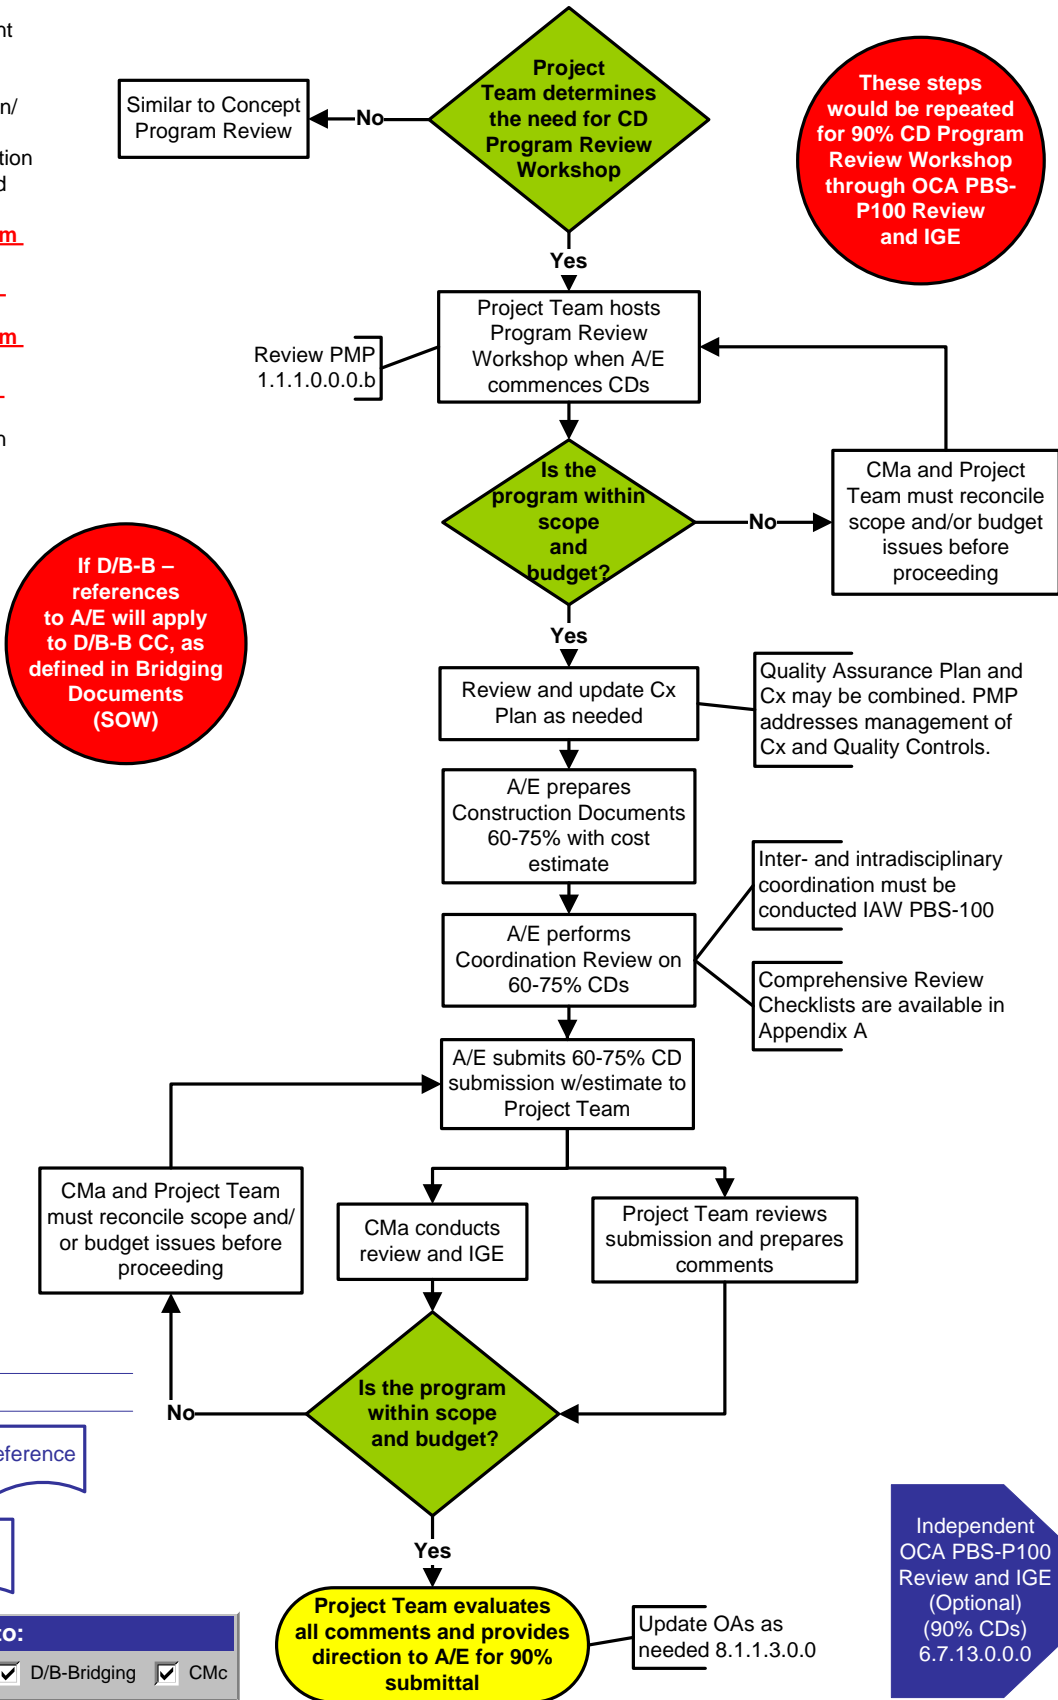 nt
n/
tion
d
m
m
n
Project
Team determines
the need for CD
Program Review
Workshop
Similar to Concept
Program Review
No
These steps
would be repeated
for 90% CD Program
Review Workshop
through OCA PBS-
P100 Review
and IGE
Yes
Project Team hosts
Program Review
Workshop when A/E
commences CDs
Review PMP
1.1.1.0.0.0.b
Is the
program within
scope
and
budget?
No
CMa and Project
Team must reconcile
scope and/or budget
issues before
proceeding
If D/B-B –
references
to A/E will apply
to D/B-B CC, as
defined in Bridging
Documents
(SOW)
Yes
Review and update Cx
Plan as needed
Quality Assurance Plan and
Cx may be combined. PMP
addresses management of
Cx and Quality Controls.
A/E prepares
Construction Documents
60-75% with cost
estimate
A/E performs
Coordination Review on
60-75% CDs
Inter- and intradisciplinary
coordination must be
conducted IAW PBS-100
Comprehensive Review
Checklists are available in
Appendix A
A/E submits 60-75% CD
submission w/estimate to
Project Team
CMa and Project Team
must reconcile scope and/
or budget issues before
proceeding
CMa conducts
review and IGE
Project Team reviews
submission and prepares
comments
Is the program
within scope
and budget?
No
eference
Yes
Project Team evaluates
all comments and provides
direction to A/E for 90%
submittal
Update OAs as
needed 8.1.1.3.0.0
Independent
OCA PBS-P100
Review and IGE
(Optional)
(90% CDs)
6.7.13.0.0.0
to:
D/B-Bridging CMc